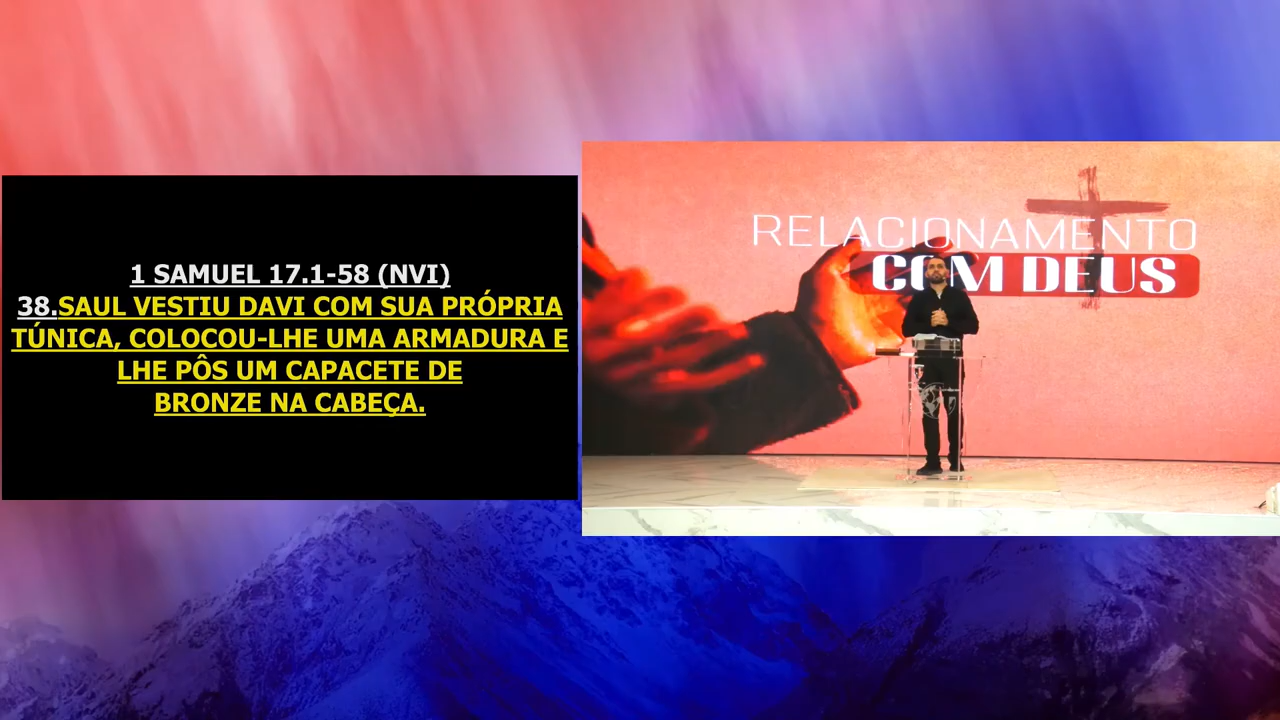 1 SAMUEL 17.1-58 (NVI)
38.SAUL VESTIU DAVI COM SUA PRÓPRIA
TÚNICA, COLOCOU-LHE UMA ARMADURA E
LHE PÔS UM CAPACETE DE
BRONZE NA CABEÇA.
RELACIONAMENTO
COM DEUS